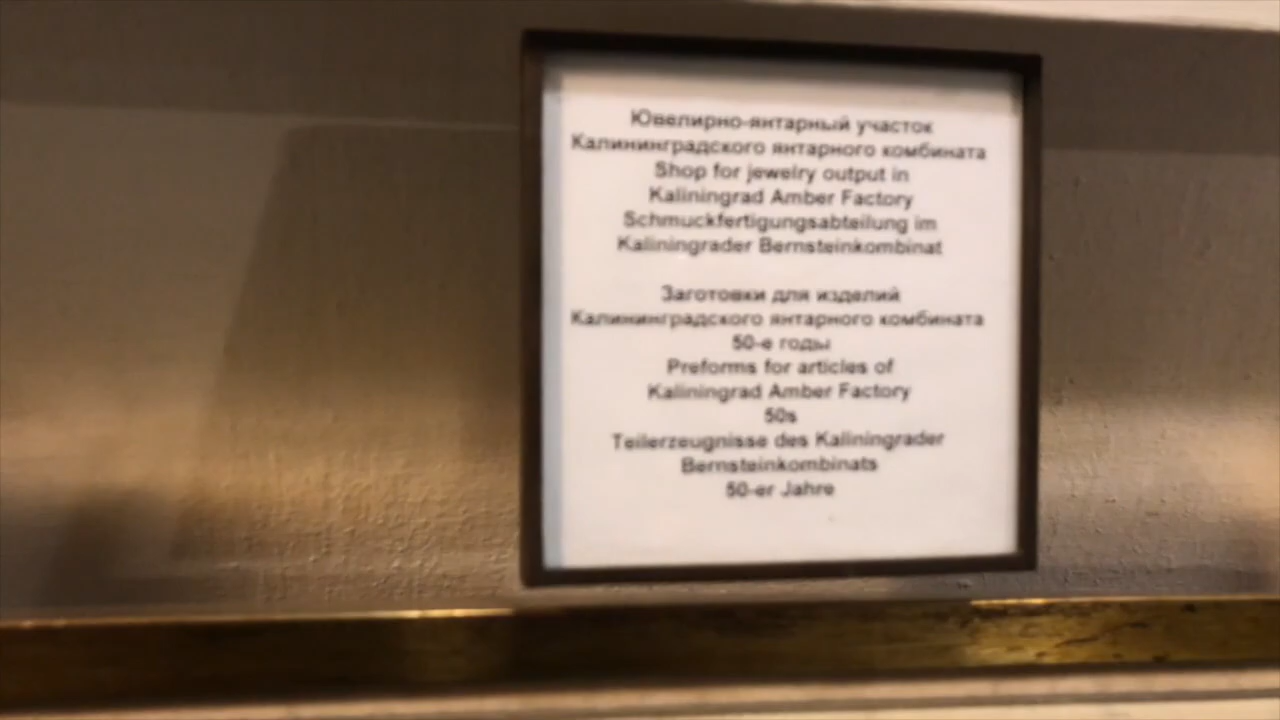 Ювелирно-янтарный участок
Калининградского янтарного комбината
Shop for jewelry output in
Kaliningrad Amber Factory
Schmuckfertigungsabteilung im
Kaliningrader Bernsteinkombinat
Заготовки для изделий
Калининградского янтарного комбината
50-е годы
Preforms for articles of
Kaliningrad Amber Factory
50s
Teilerzeugnisse des Kaliningrader
Bernsteinkombinats
50-er Jahre